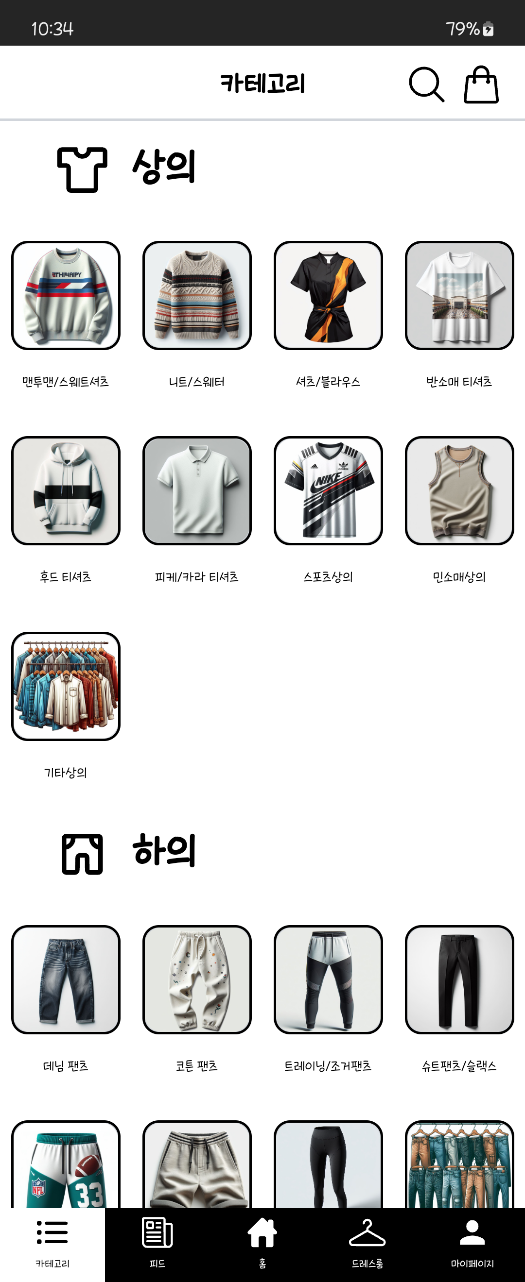 10:34 79%
카테고리
상의
맨투맨/스웨트셔츠 니트/스웨터 셔츠/블라우스 반소매 티셔츠
NIKE
후드 티셔츠 피케/카라 티셔츠 스포츠상의 민소매상의
기타상의
하의
데님 팬츠 코튼 팬츠 트레이닝/조거팬츠 슈트팬츠/슬랙스
NFL 33
카테고리 피드 홈 드레스룸 마이페이지